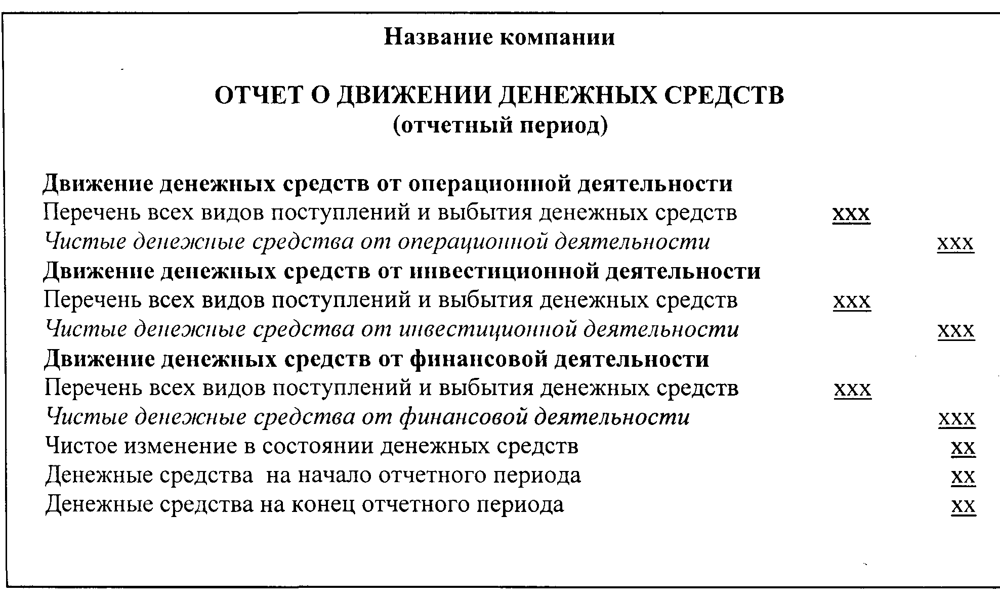 Название компании
ОТЧЕТ О ДВИЖЕНИИ ДЕНЕЖНЫХ СРЕДСТВ
(отчетный период)
Движение денежных средств от операционной деятельности
Перечень всех видов поступлений и выбытия денежных средств xxx
Чистые денежные средства от операционной деятельности xxx
Движение денежных средств от инвестиционной деятельности
Перечень всех видов поступлений и выбытия денежных средств xxx
Чистые денежные средства от инвестиционной деятельности xxx
Движение денежных средств от финансовой деятельности
Перечень всех видов поступлений и выбытия денежных средств xxx
Чистые денежные средства от финансовой деятельности xxx
Чистое изменение в состоянии денежных средств xx
Денежные средства на начало отчетного периода xx
Денежные средства на конец отчетного периода xx